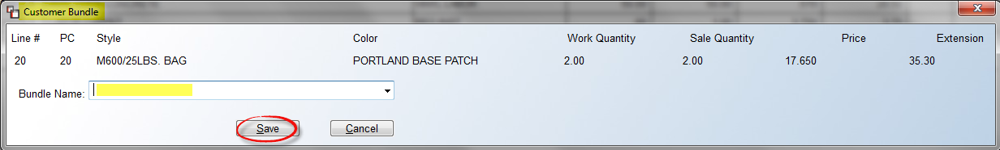 Customer Bundle
Line # PC Style Color Work Quantity Sale Quantity Price Extension
20 20 M600/25LBS. BAG PORTLAND BASE PATCH 2.00 2.00 17.650 35.30
Bundle Name:
Save Cancel